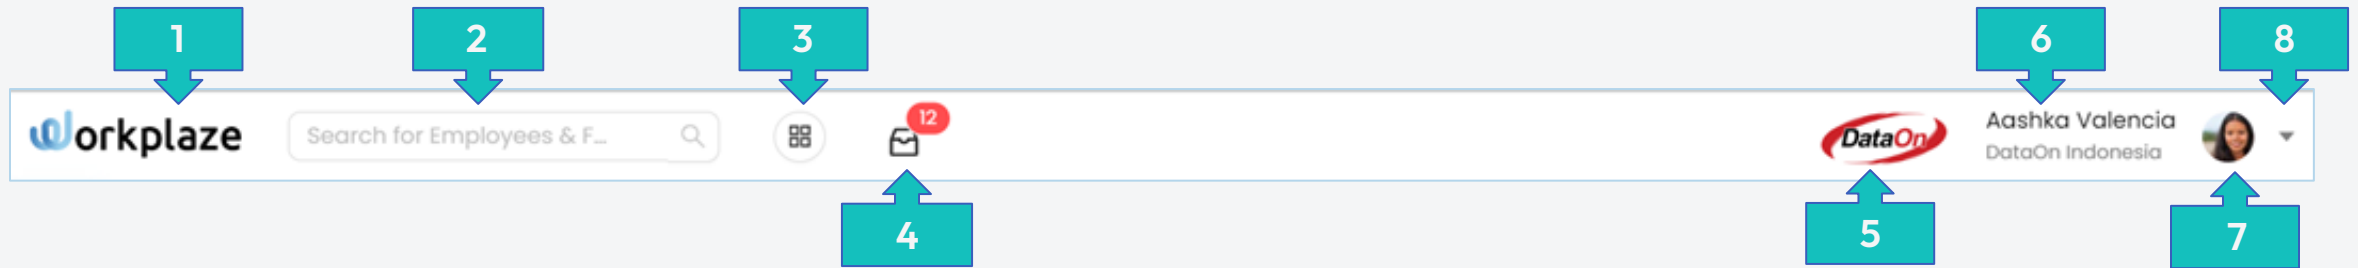 1
2
3
6
8
Workplaze
Search for Employees & F...
12
DataOn
Aashka Valencia
DataOn Indonesia
4
5
7